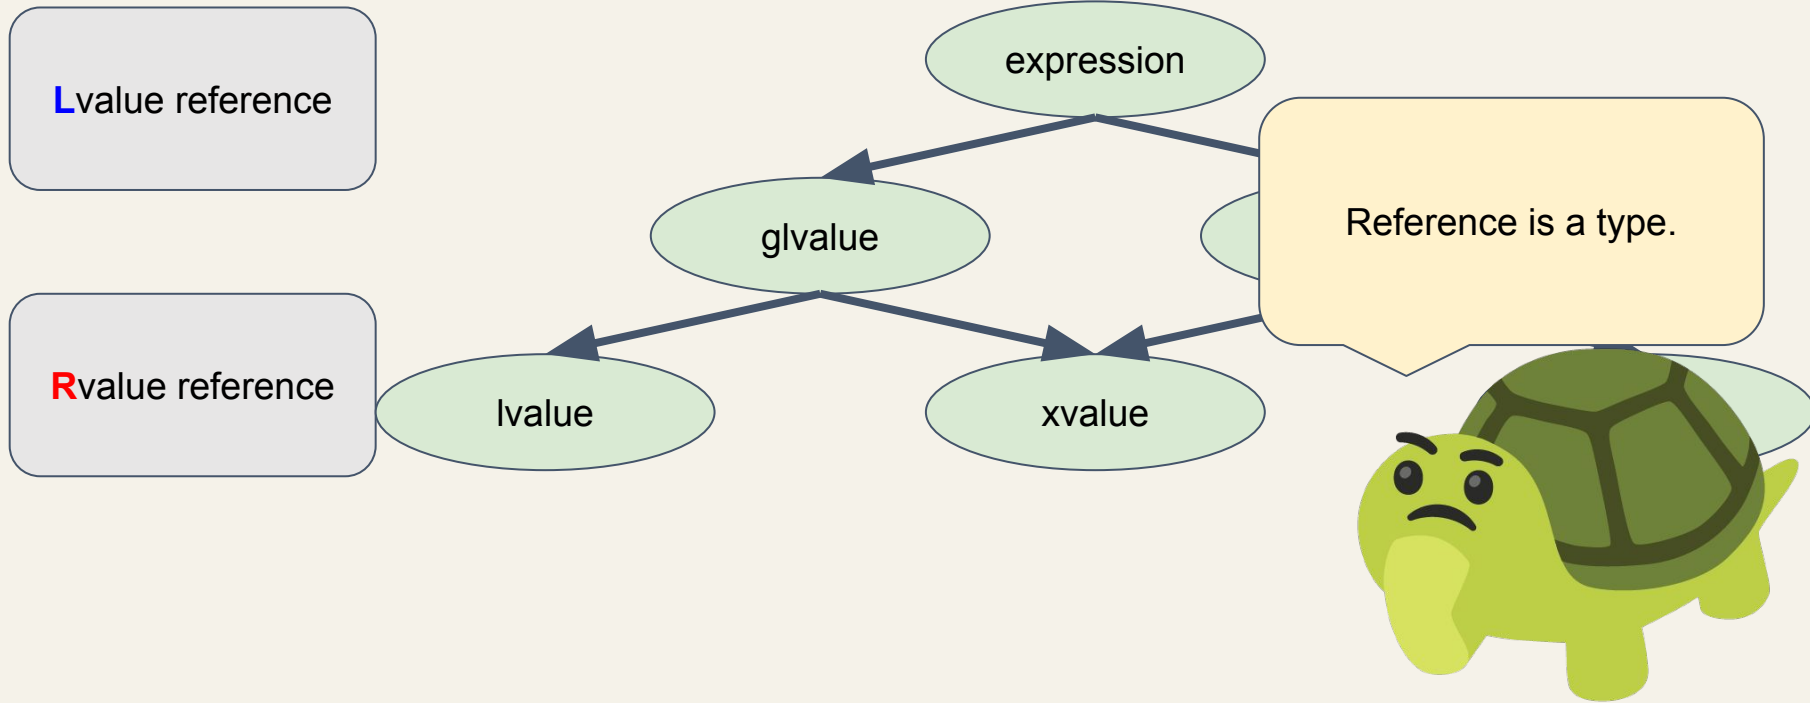 expression
Lvalue reference
Reference is a type.
glvalue
Rvalue reference
lvalue
xvalue